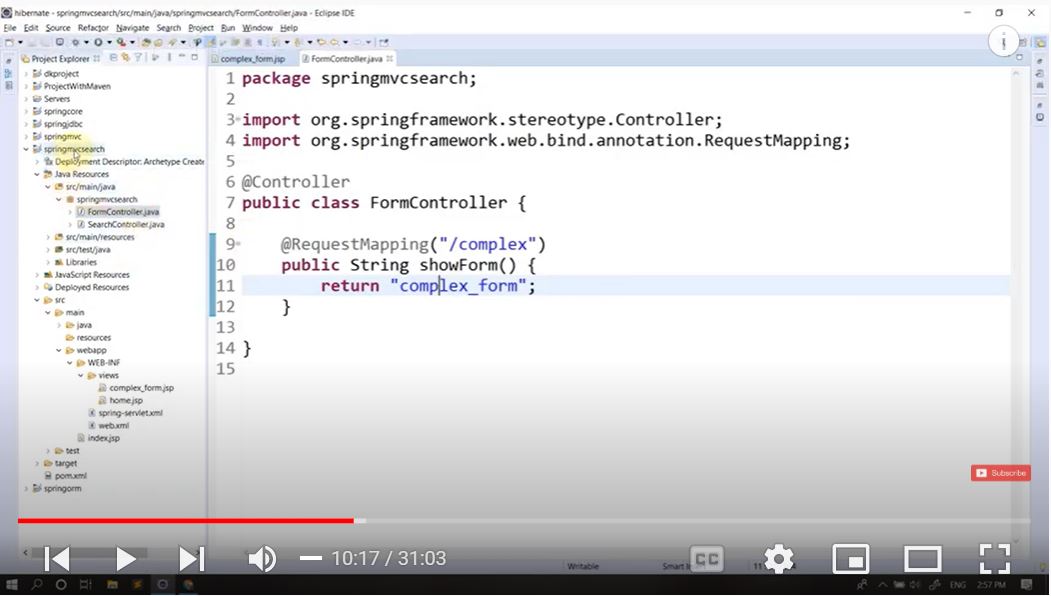 hibernate - springmvcsearch/src/main/java/springmvcsearch/FormController.java - Eclipse IDE
File Edit Source Refactor Navigate Search Project Run Window Help
Project Explorer
complex_form.jsp
FormController.java
dkproject
ProjectWithMaven
Servers
springcore
springjdbc
springmvc
springmvcsearch
Deployment Descriptor: Archetype Create
Java Resources
src/main/java
springmvcsearch
FormController.java
SearchController.java
src/main/resources
src/test/java
Libraries
JavaScript Resources
Deployed Resources
src
main
java
resources
webapp
WEB-INF
views
complex_form.jsp
home.jsp
spring-servlet.xml
web.xml
index.jsp
test
target
pom.xml
springorm
1 package springmvcsearch;
2
3 import org.springframework.stereotype.Controller;
4 import org.springframework.web.bind.annotation.RequestMapping;
5
6 @Controller
7 public class FormController {
8
9 @RequestMapping("/complex")
10 public String showForm() {
11 return "complex_form";
12 }
13
14 }
15
Subscribe
10:17 / 31:03
CC
Writable
Smart
11
ENG 2:57 PM